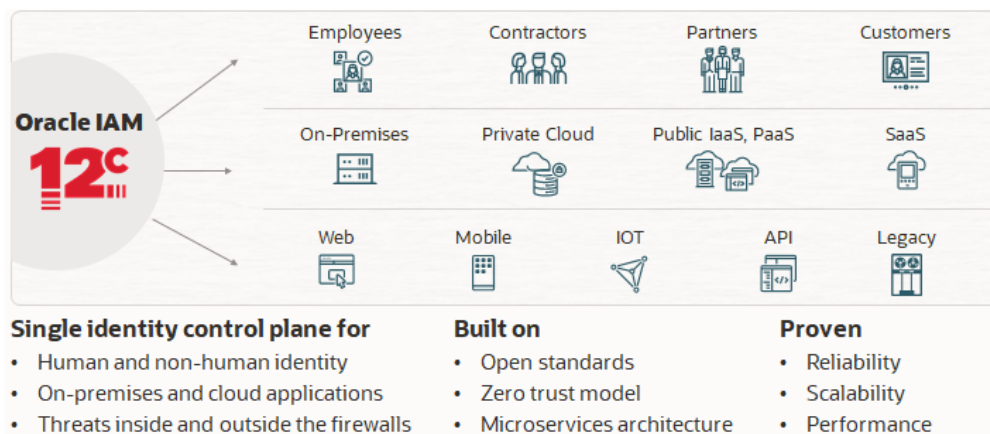 Employees Contractors Partners Customers
Oracle IAM
12c
On-Premises Private Cloud Public IaaS, PaaS SaaS
Web Mobile IOT API Legacy
Single identity control plane for
• Human and non-human identity
• On-premises and cloud applications
• Threats inside and outside the firewalls
Built on
• Open standards
• Zero trust model
• Microservices architecture
Proven
• Reliability
• Scalability
• Performance